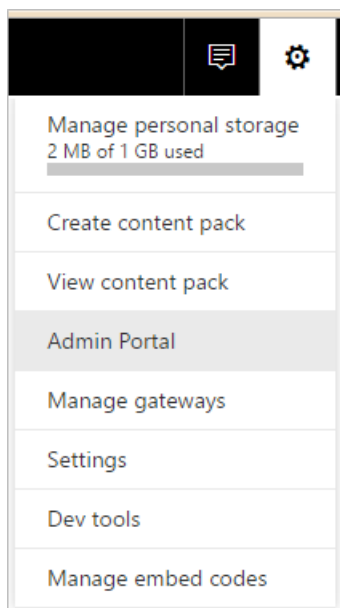 Manage personal storage
2 MB of 1 GB used
Create content pack
View content pack
Admin Portal
Manage gateways
Settings
Dev tools
Manage embed codes